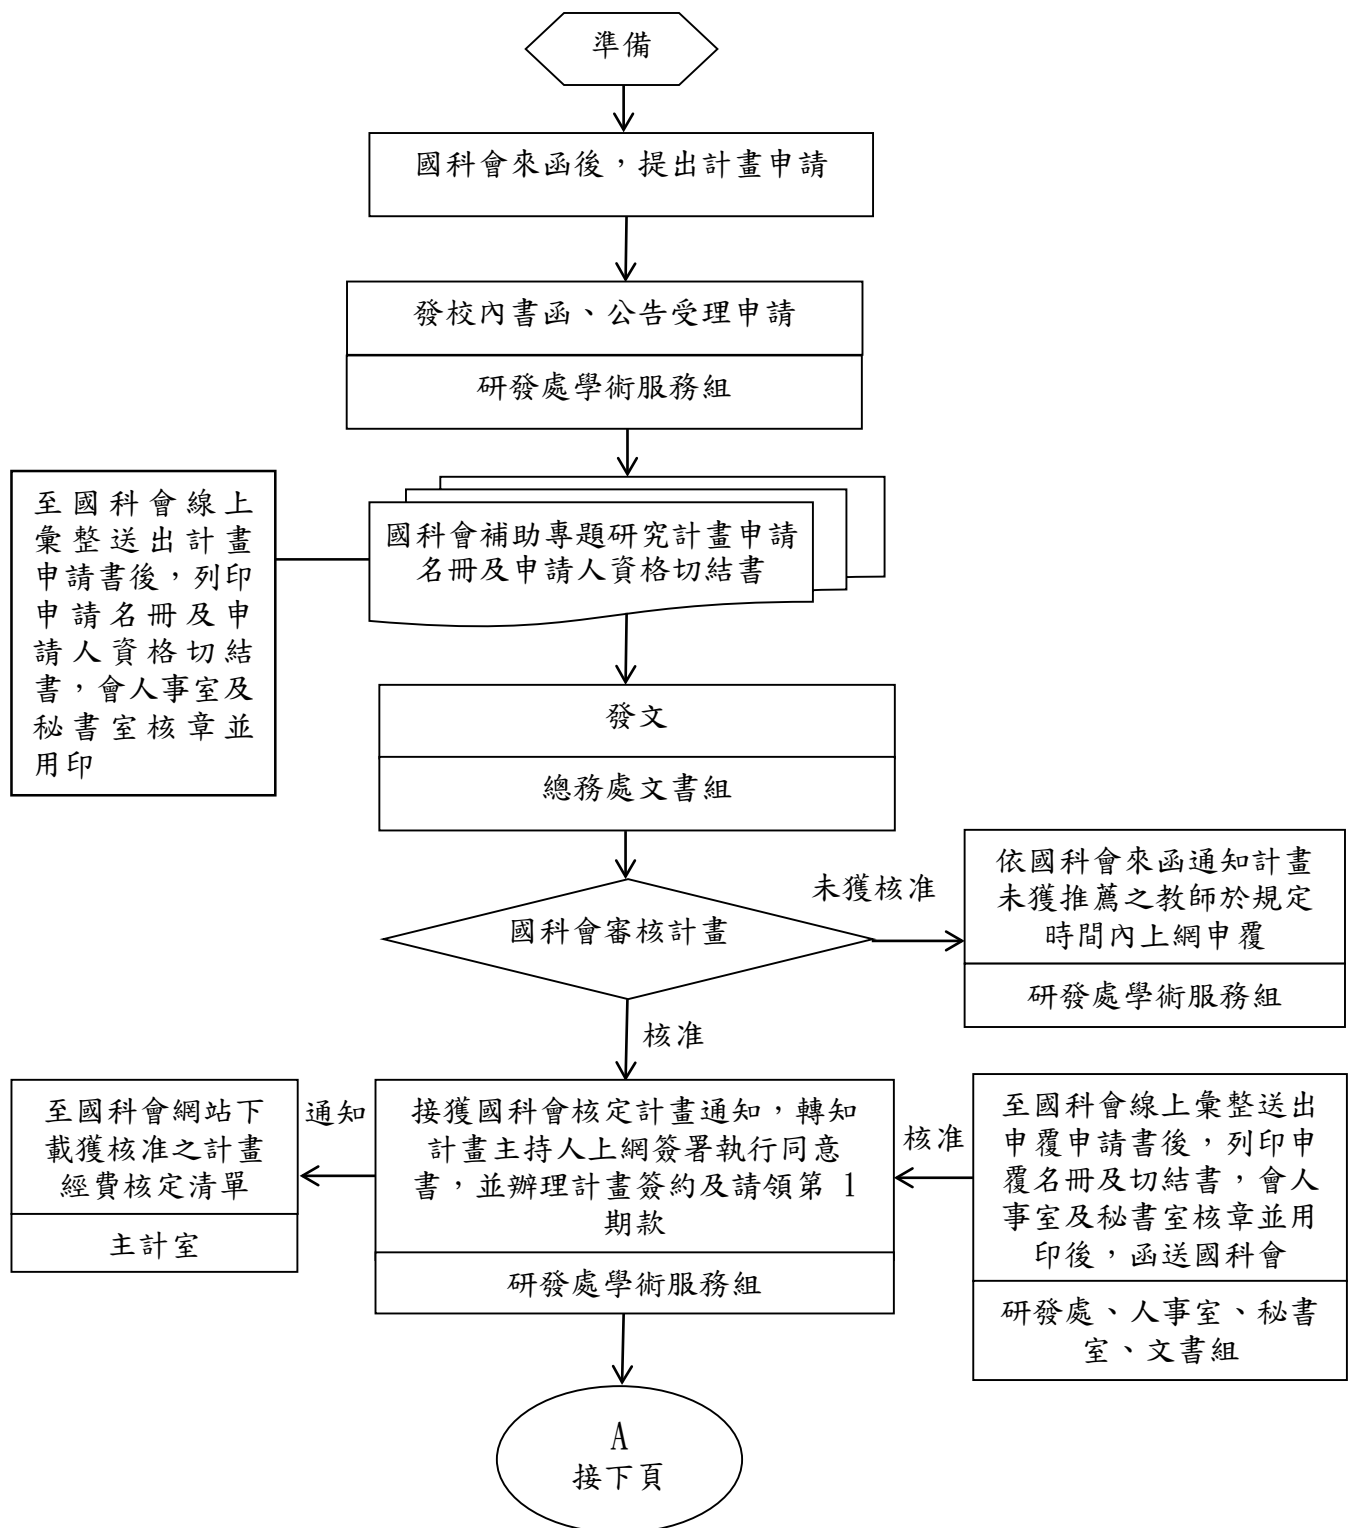 準備
國科會來函後，提出計畫申請
發校內書函、公告受理申請
研發處學術服務組
至國科會線上
彙整送出計畫
申請書後，列印
申請名冊及申
請人資格切結
書，會人事室及
秘書室核章並
用印
國科會補助專題研究計畫申請
名冊及申請人資格切結書
發文
總務處文書組
國科會審核計畫
未獲核准
依國科會來函通知計畫
未獲推薦之教師於規定
時間內上網申覆
研發處學術服務組
核准
至國科會網站下
載獲核准之計畫
經費核定清單
主計室
通知
接獲國科會核定計畫通知，轉知
計畫主持人上網簽署執行同意
書，並辦理計畫簽約及請領第 1
期款
研發處學術服務組
核准
至國科會線上彙整送出
申覆申請書後，列印申
覆名冊及切結書，會人
事室及秘書室核章並用
印後，函送國科會
研發處、人事室、秘書
室、文書組
A
接下頁